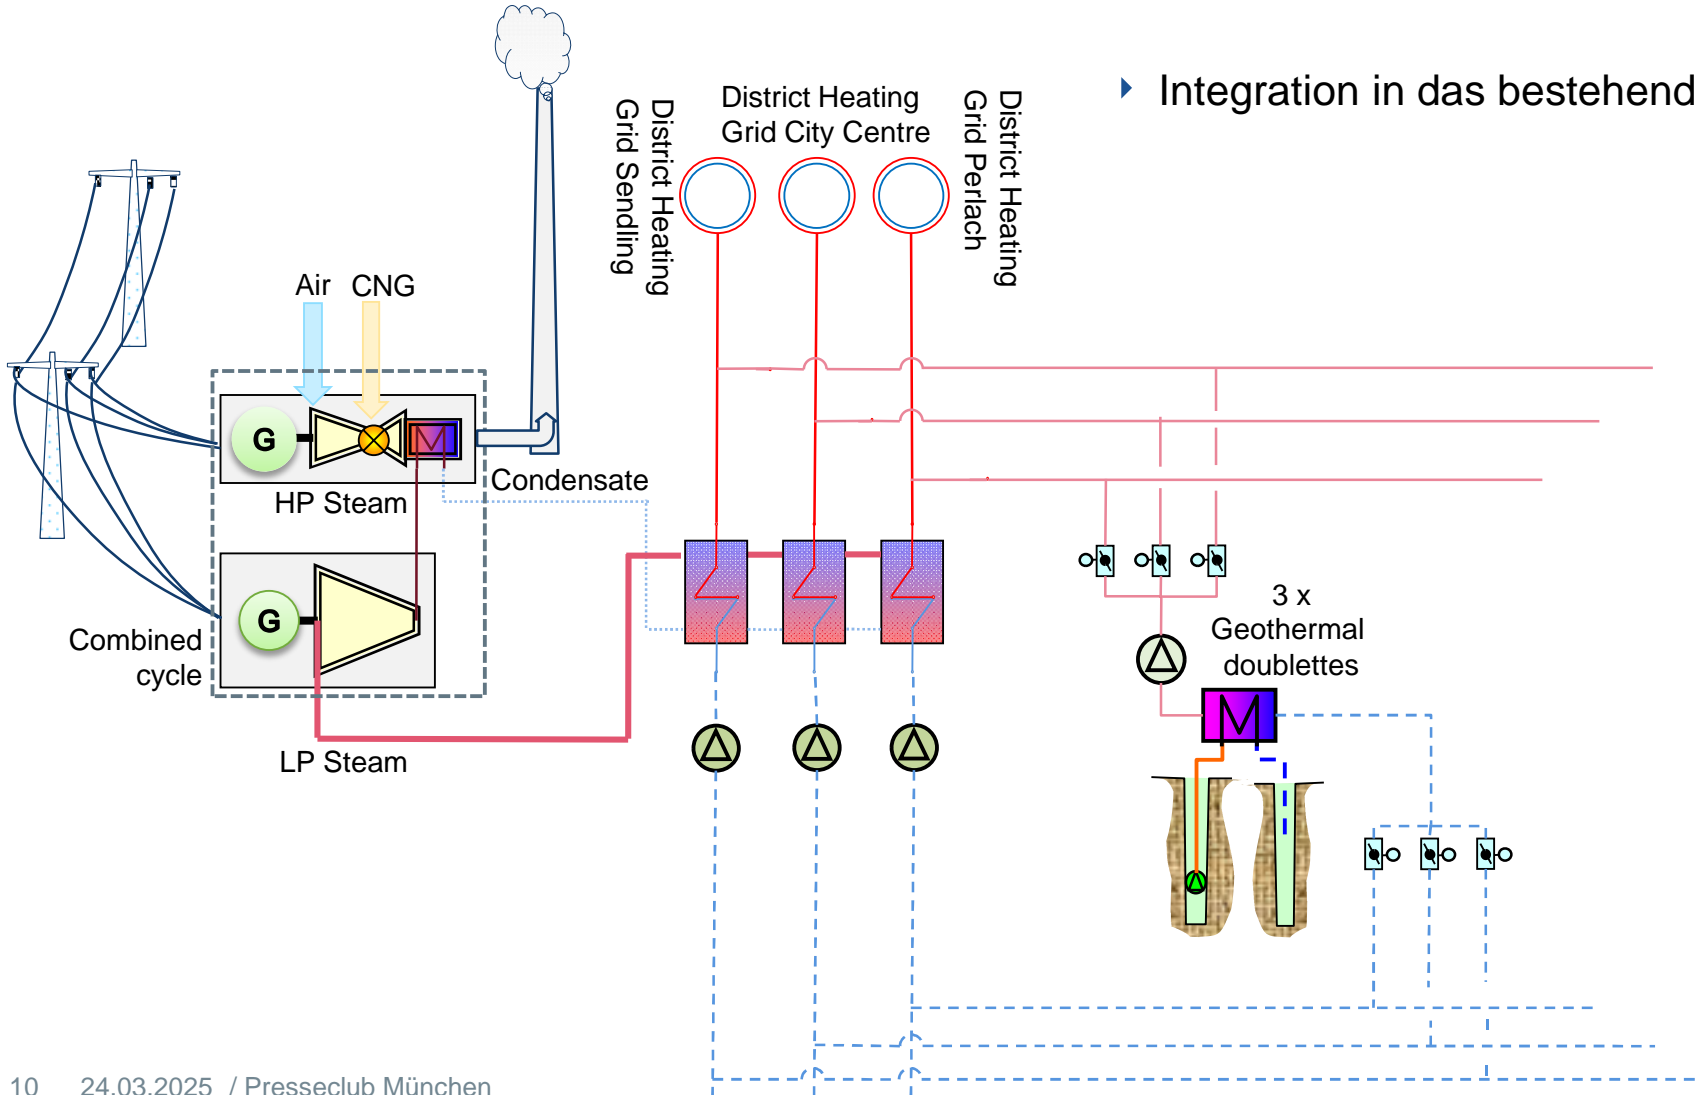 Integration in das bestehend
District Heating
Grid Sendling
District Heating
Grid City Centre
District Heating
Grid Perlach
Air
CNG
G
HP Steam
Condensate
G
Combined
cycle
LP Steam
3 x
Geothermal
doublettes
10 24.03.2025 / Presseclub München